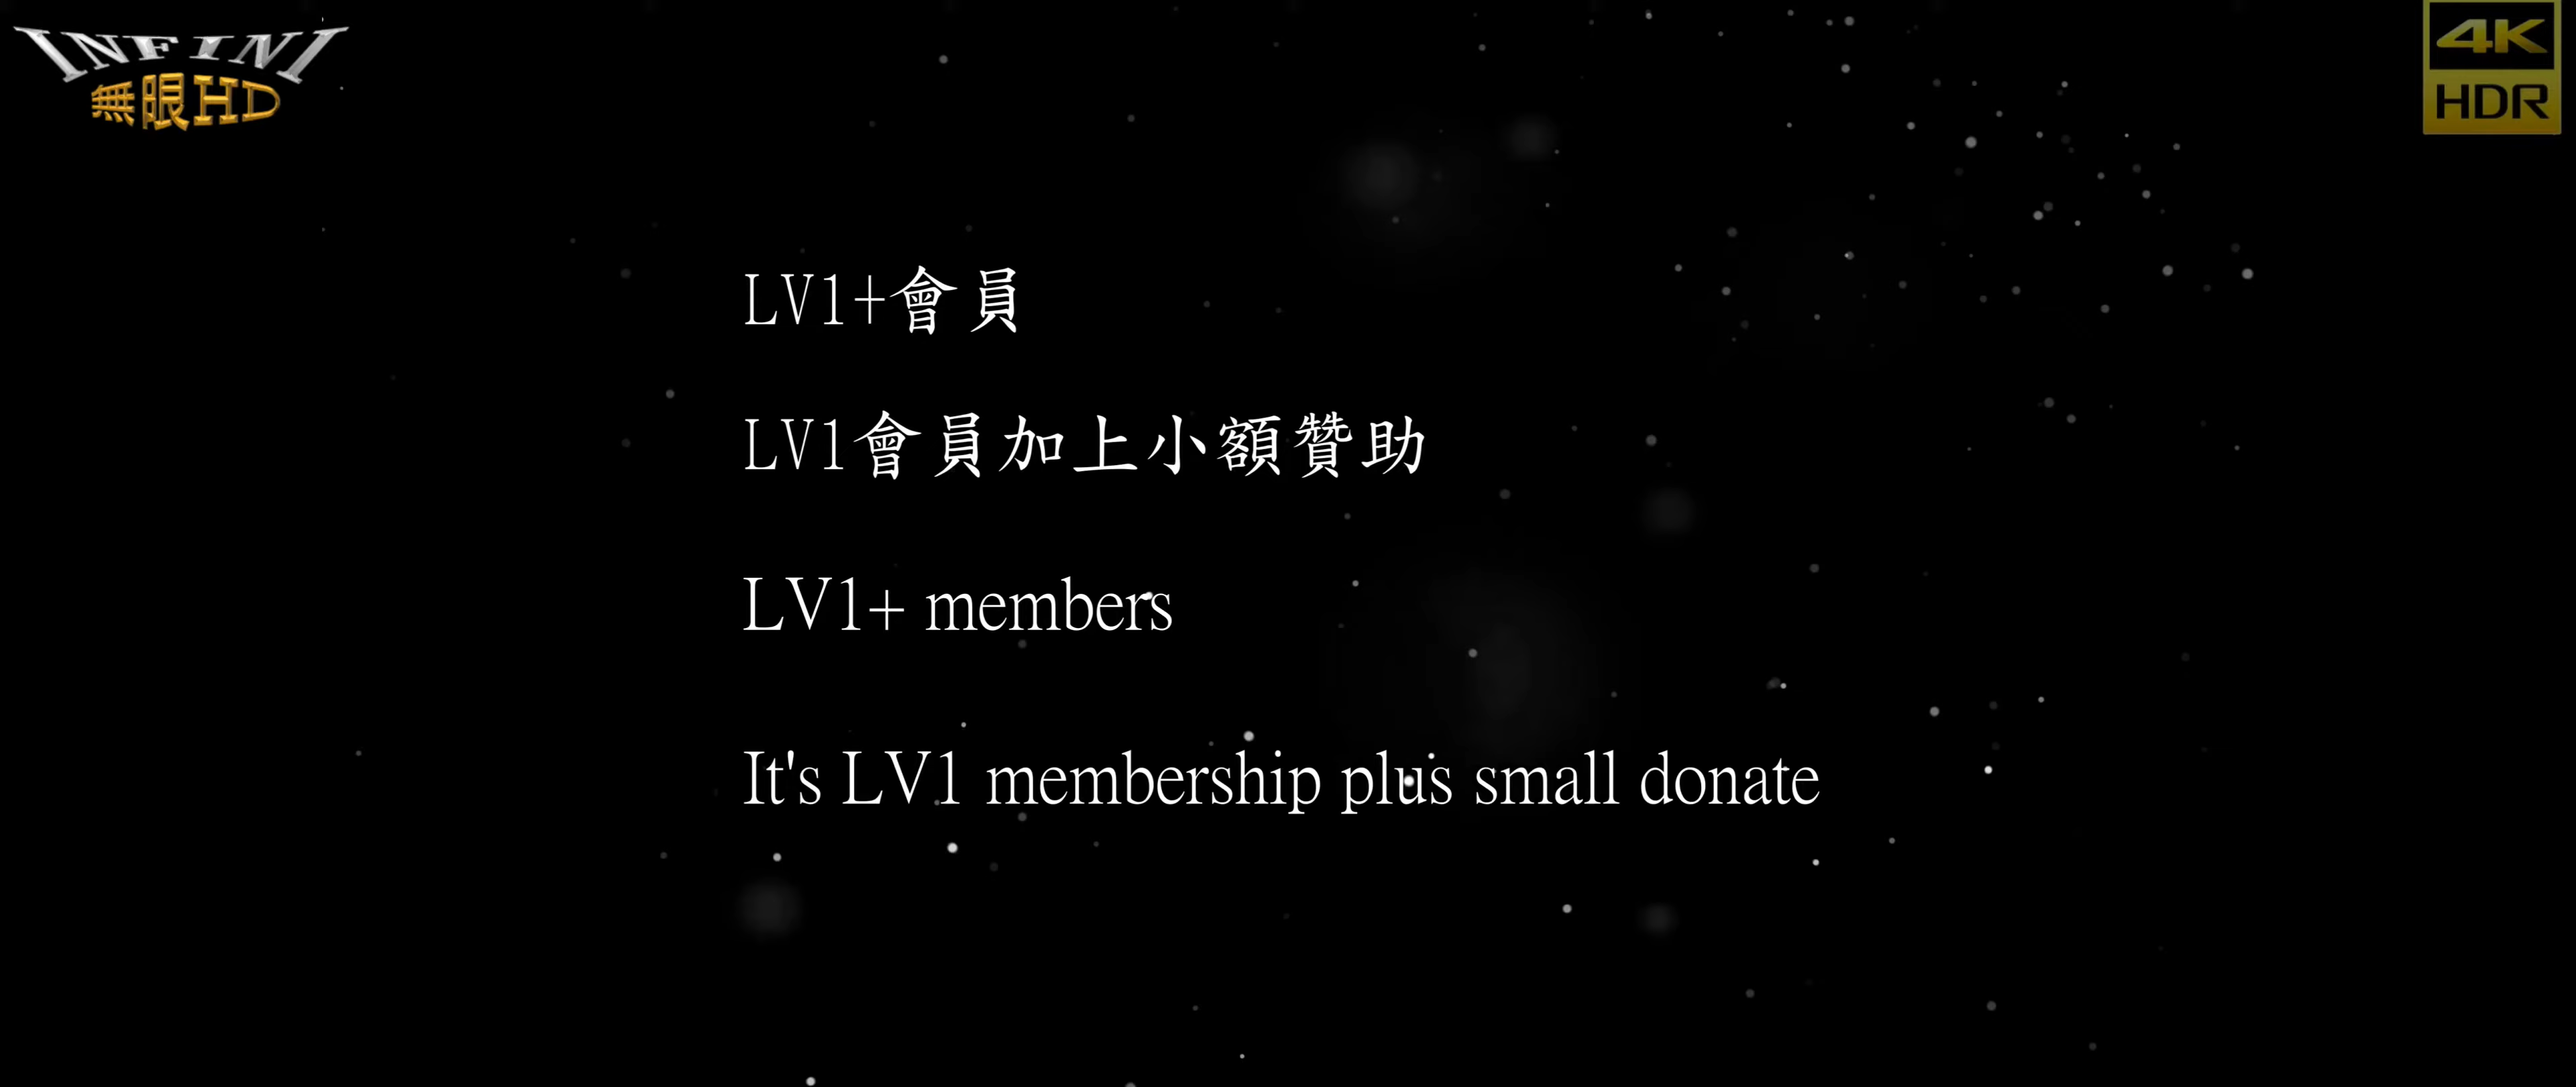 INFINI
無限HD
4K
HDR
LV1+會員
LV1會員加上小額贊助
LV1+ members
It's LV1 membership plus small donate